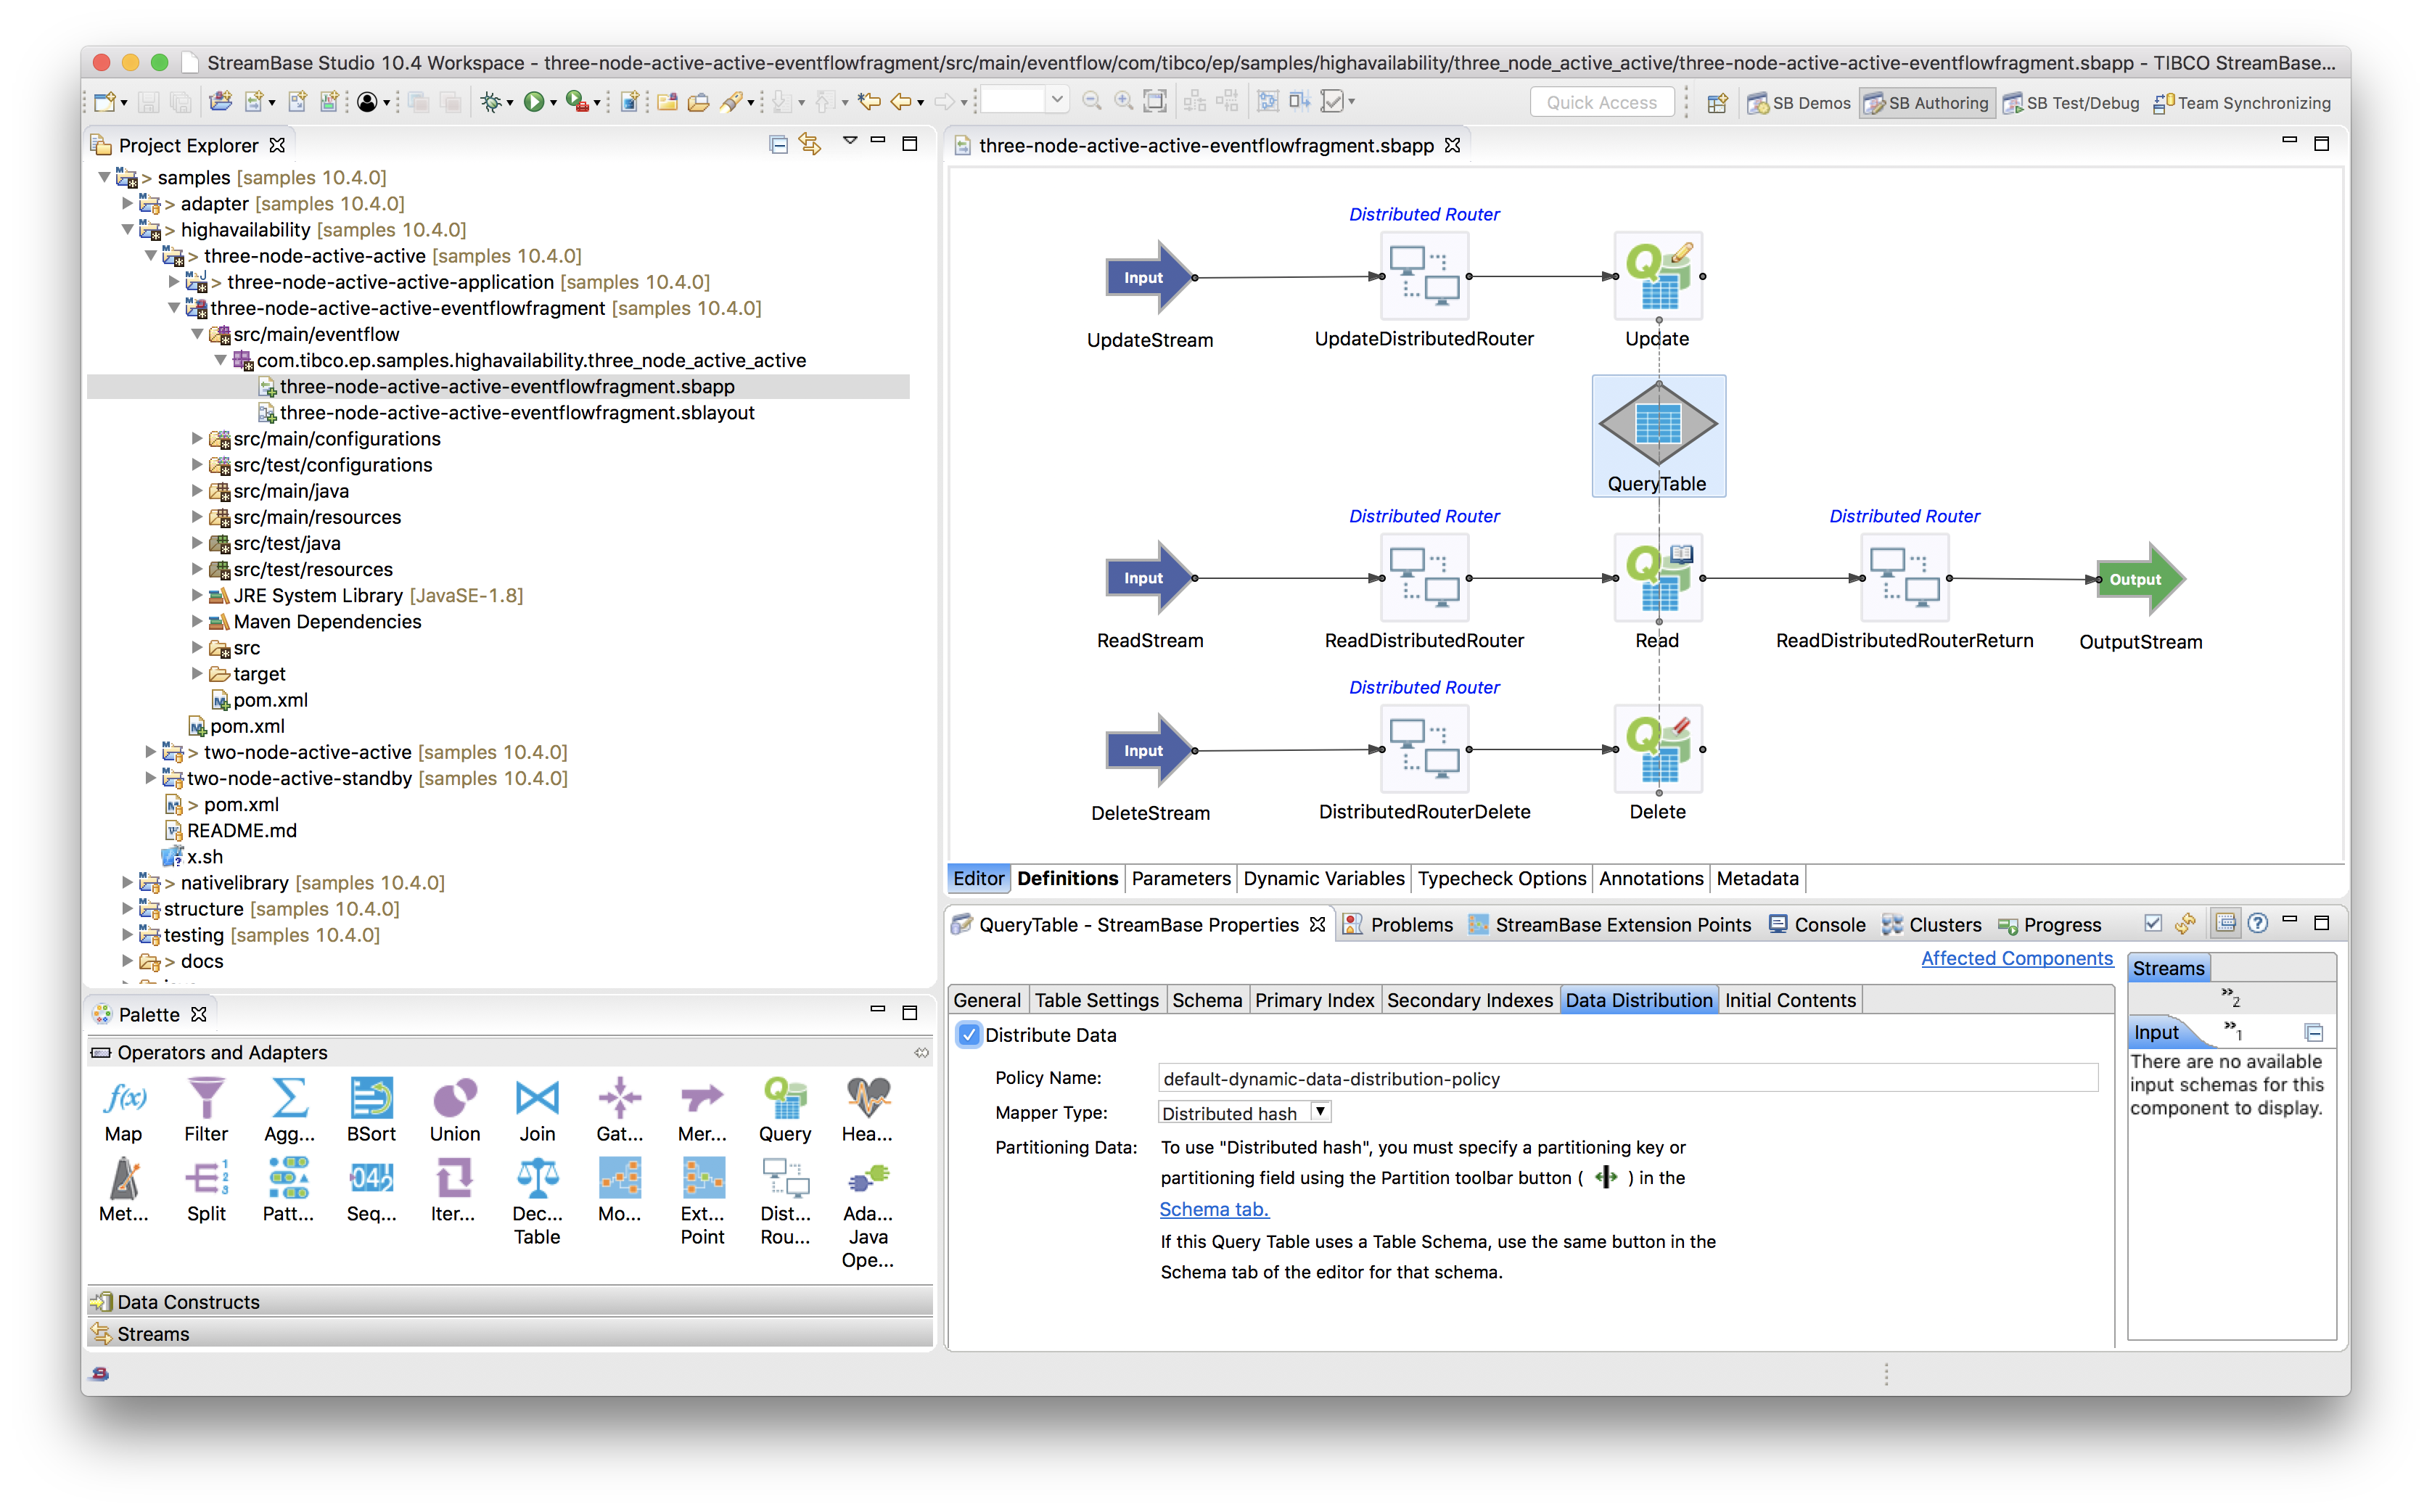 StreamBase Studio 10.4 Workspace - three-node-active-active-eventflowfragment/src/main/eventflow/com/tibco/ep/samples/highavailability/three_node_active_active/three-node-active-active-eventflowfragment.sbapp - TIBCO StreamBase...
Quick Access
SB Demos
SB Authoring
SB Test/Debug
Team Synchronizing
Project Explorer
> samples [samples 10.4.0]
> adapter [samples 10.4.0]
> highavailability [samples 10.4.0]
> three-node-active-active [samples 10.4.0]
> three-node-active-active-application [samples 10.4.0]
three-node-active-active-eventflowfragment [samples 10.4.0]
src/main/eventflow
com.tibco.ep.samples.highavailability.three_node_active_active
three-node-active-active-eventflowfragment.sbapp
three-node-active-active-eventflowfragment.sblayout
src/main/configurations
src/test/configurations
src/main/java
src/main/resources
src/test/java
src/test/resources
JRE System Library [JavaSE-1.8]
Maven Dependencies
src
target
pom.xml
pom.xml
> two-node-active-active [samples 10.4.0]
two-node-active-standby [samples 10.4.0]
> pom.xml
README.md
x.sh
> nativelibrary [samples 10.4.0]
structure [samples 10.4.0]
testing [samples 10.4.0]
> docs
Palette
Operators and Adapters
Map
Filter
Agg...
BSort
Union
Join
Gat...
Mer...
Query
Hea...
Met...
Split
Patt...
Seq...
Iter...
Dec...
Table
Mo...
Ext...
Point
Dist...
Rou...
Ada...
Java
Ope...
Data Constructs
Streams
three-node-active-active-eventflowfragment.sbapp
Distributed Router
Input
UpdateStream
UpdateDistributedRouter
Update
QueryTable
Distributed Router
Distributed Router
Input
Output
ReadStream
ReadDistributedRouter
Read
ReadDistributedRouterReturn
OutputStream
Distributed Router
Input
DeleteStream
DistributedRouterDelete
Delete
Editor
Definitions
Parameters
Dynamic Variables
Typecheck Options
Annotations
Metadata
QueryTable - StreamBase Properties
Problems
StreamBase Extension Points
Console
Clusters
Progress
Affected Components
General
Table Settings
Schema
Primary Index
Secondary Indexes
Data Distribution
Initial Contents
Distribute Data
Policy Name: default-dynamic-data-distribution-policy
Mapper Type: Distributed hash
Partitioning Data: To use "Distributed hash", you must specify a partitioning key or
partitioning field using the Partition toolbar button ( ) in the
Schema tab.
If this Query Table uses a Table Schema, use the same button in the
Schema tab of the editor for that schema.
Streams
»2
Input
»1
There are no available
input schemas for this
component to display.